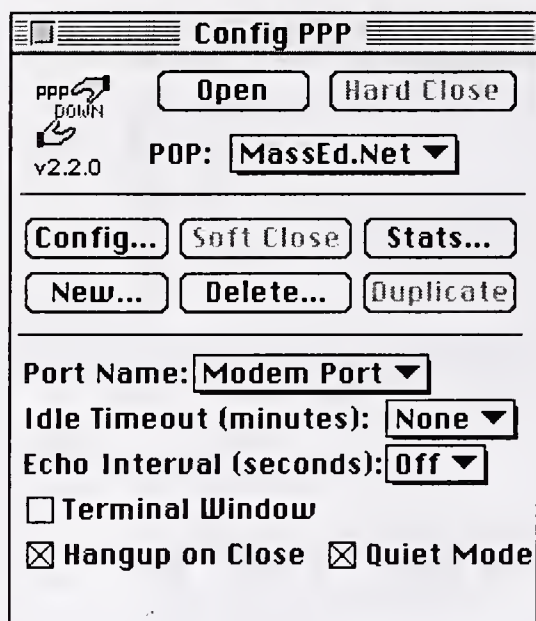 Config PPP
PPP
DOWN
v2.2.0
Open
Hard Close
POP: MassEd.Net
Config...
Soft Close
Stats...
New...
Delete...
Duplicate
Port Name: Modem Port
Idle Timeout (minutes): None
Echo Interval (seconds): Off
Terminal Window
Hangup on Close
Quiet Mode